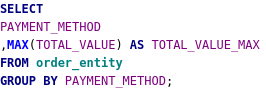 SELECT
PAYMENT_METHOD
,MAX(TOTAL_VALUE) AS TOTAL_VALUE_MAX
FROM order_entity
GROUP BY PAYMENT_METHOD;